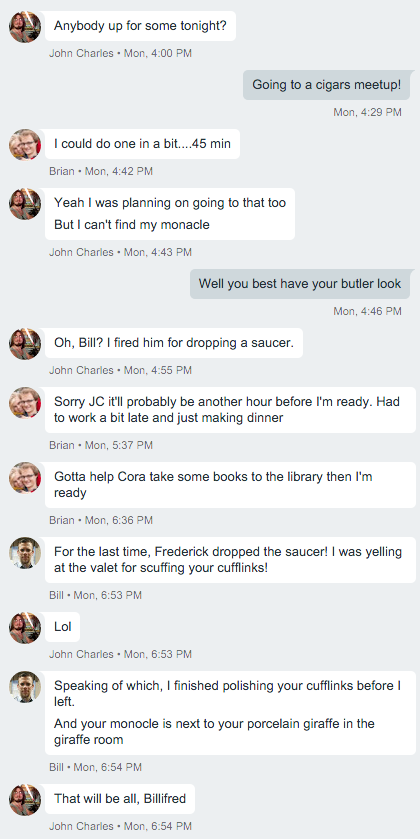 Anybody up for some tonight?
John Charles • Mon, 4:00 PM
Going to a cigars meetup!
Mon, 4:29 PM
I could do one in a bit....45 min
Brian • Mon, 4:42 PM
Yeah I was planning on going to that too
But I can't find my monacle
John Charles • Mon, 4:43 PM
Well you best have your butler look
Mon, 4:46 PM
Oh, Bill? I fired him for dropping a saucer.
John Charles • Mon, 4:55 PM
Sorry JC it'll probably be another hour before I'm ready. Had
to work a bit late and just making dinner
Brian • Mon, 5:37 PM
Gotta help Cora take some books to the library then I'm
ready
Brian • Mon, 6:36 PM
For the last time, Frederick dropped the saucer! I was yelling
at the valet for scuffing your cufflinks!
Bill • Mon, 6:53 PM
Lol
John Charles • Mon, 6:53 PM
Speaking of which, I finished polishing your cufflinks before I
left.
And your monocle is next to your porcelain giraffe in the
giraffe room
Bill • Mon, 6:54 PM
That will be all, Billifred
John Charles • Mon, 6:54 PM